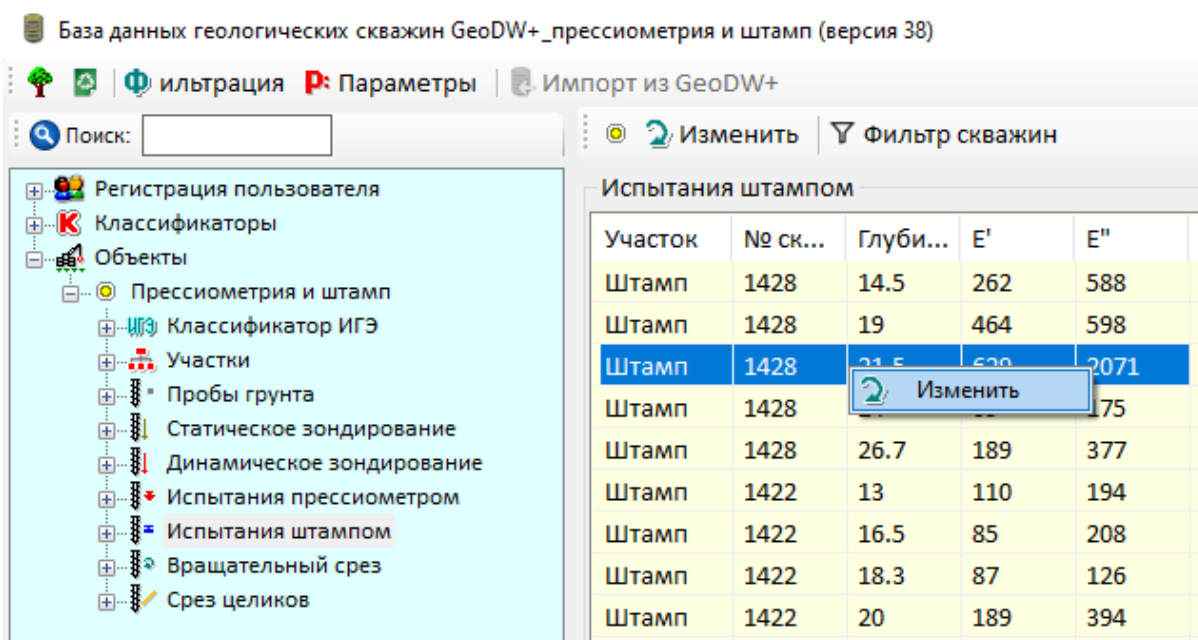 База данных геологических скважин GeoDW+_прессиометрия и штамп (версия 38)
Фильтрация P: Параметры Импорт из GeoDW+
Поиск:
Изменить Фильтр скважин
Регистрация пользователя
К Классификаторы
Объекты
Прессиометрия и штамп
ИГЭ Классификатор ИГЭ
Участки
Пробы грунта
Статическое зондирование
Динамическое зондирование
Испытания прессиометром
Испытания штампом
Вращательный срез
Срез целиков
Испытания штампом
Участок № ск... Глуби... E' E"
Штамп 1428 14.5 262 588
Штамп 1428 19 464 598
Штамп 1428 21.5 2071
Изменить
Штамп 1428 175
Штамп 1428 26.7 189 377
Штамп 1422 13 110 194
Штамп 1422 16.5 85 208
Штамп 1422 18.3 87 126
Штамп 1422 20 189 394